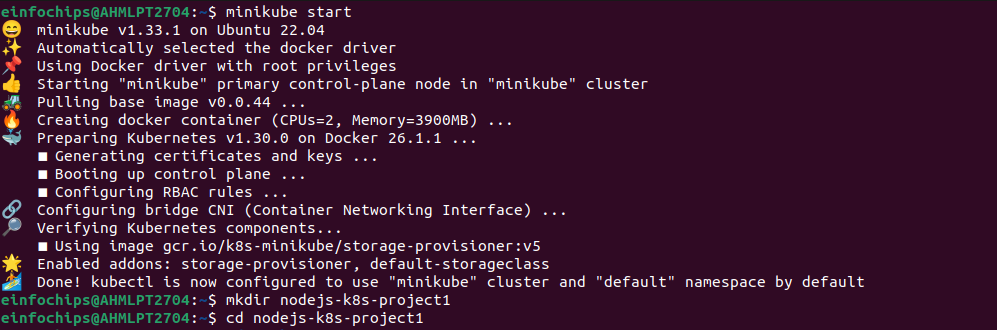 einfochips@AHMLPT2704:~$ minikube start
😄 minikube v1.33.1 on Ubuntu 22.04
✨ Automatically selected the docker driver
📌 Using Docker driver with root privileges
👍 Starting "minikube" primary control-plane node in "minikube" cluster
🚜 Pulling base image v0.0.44 ...
🔥 Creating docker container (CPUs=2, Memory=3900MB) ...
🐳 Preparing Kubernetes v1.30.0 on Docker 26.1.1 ...
■ Generating certificates and keys ...
■ Booting up control plane ...
■ Configuring RBAC rules ...
🔗 Configuring bridge CNI (Container Networking Interface) ...
🔎 Verifying Kubernetes components...
■ Using image gcr.io/k8s-minikube/storage-provisioner:v5
🌟 Enabled addons: storage-provisioner, default-storageclass
🏄 Done! kubectl is now configured to use "minikube" cluster and "default" namespace by default
einfochips@AHMLPT2704:~$ mkdir nodejs-k8s-project1
einfochips@AHMLPT2704:~$ cd nodejs-k8s-project1